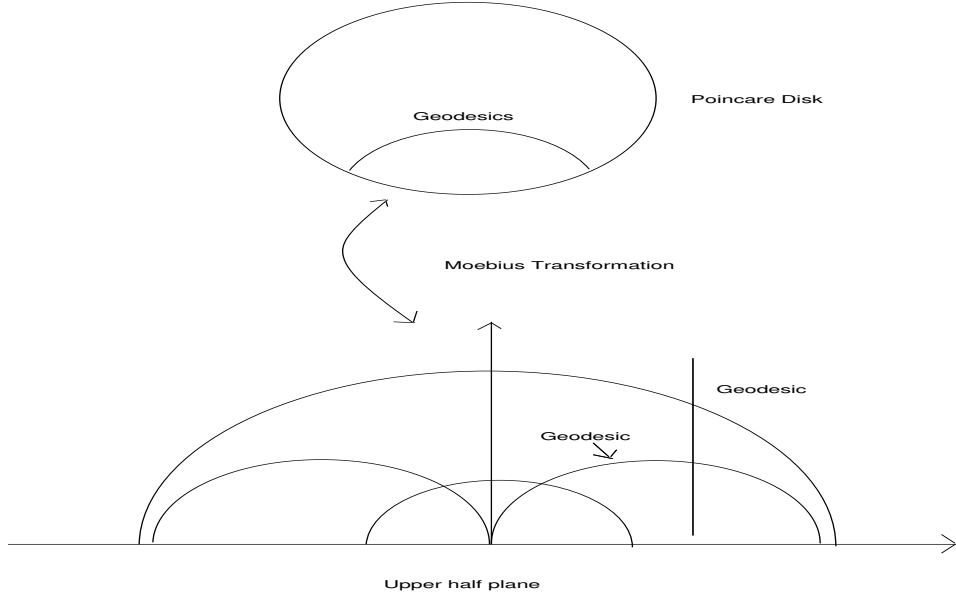 Poincare Disk
Geodesics
Moebius Transformation
Geodesic
Geodesic
Upper half plane